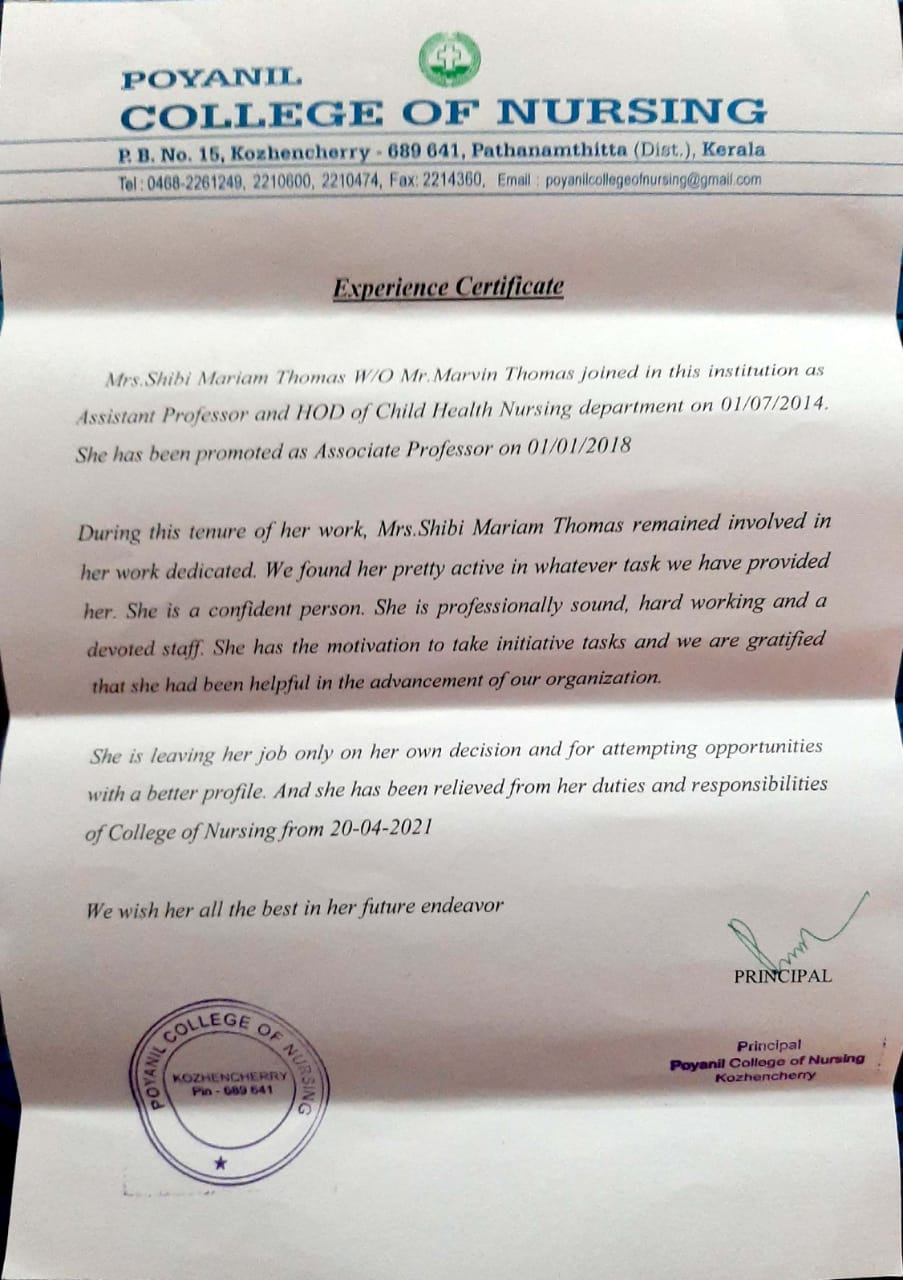 POYANIL
COLLEGE OF NURSING
P. B. No. 15, Kozhencherry - 689 641, Pathanamthitta (Dist.), Kerala
Tel : 0468-2261249, 2210600, 2210474, Fax: 2214360, Email : poyanilcollegeofnursing@gmail.com
Experience Certificate
Mrs.Shibi Mariam Thomas W/O Mr.Marvin Thomas joined in this institution as
Assistant Professor and HOD of Child Health Nursing department on 01/07/2014.
She has been promoted as Associate Professor on 01/01/2018
During this tenure of her work, Mrs.Shibi Mariam Thomas remained involved in
her work dedicated. We found her pretty active in whatever task we have provided
her. She is a confident person. She is professionally sound, hard working and a
devoted staff. She has the motivation to take initiative tasks and we are gratified
that she had been helpful in the advancement of our organization.
She is leaving her job only on her own decision and for attempting opportunities
with a better profile. And she has been relieved from her duties and responsibilities
of College of Nursing from 20-04-2021
We wish her all the best in her future endeavor
PRINCIPAL
Principal
Poyanil College of Nursing
Kozhencherry
POYANIL COLLEGE OF NURSING
KOZHENCHERRY
Pin - 689 641